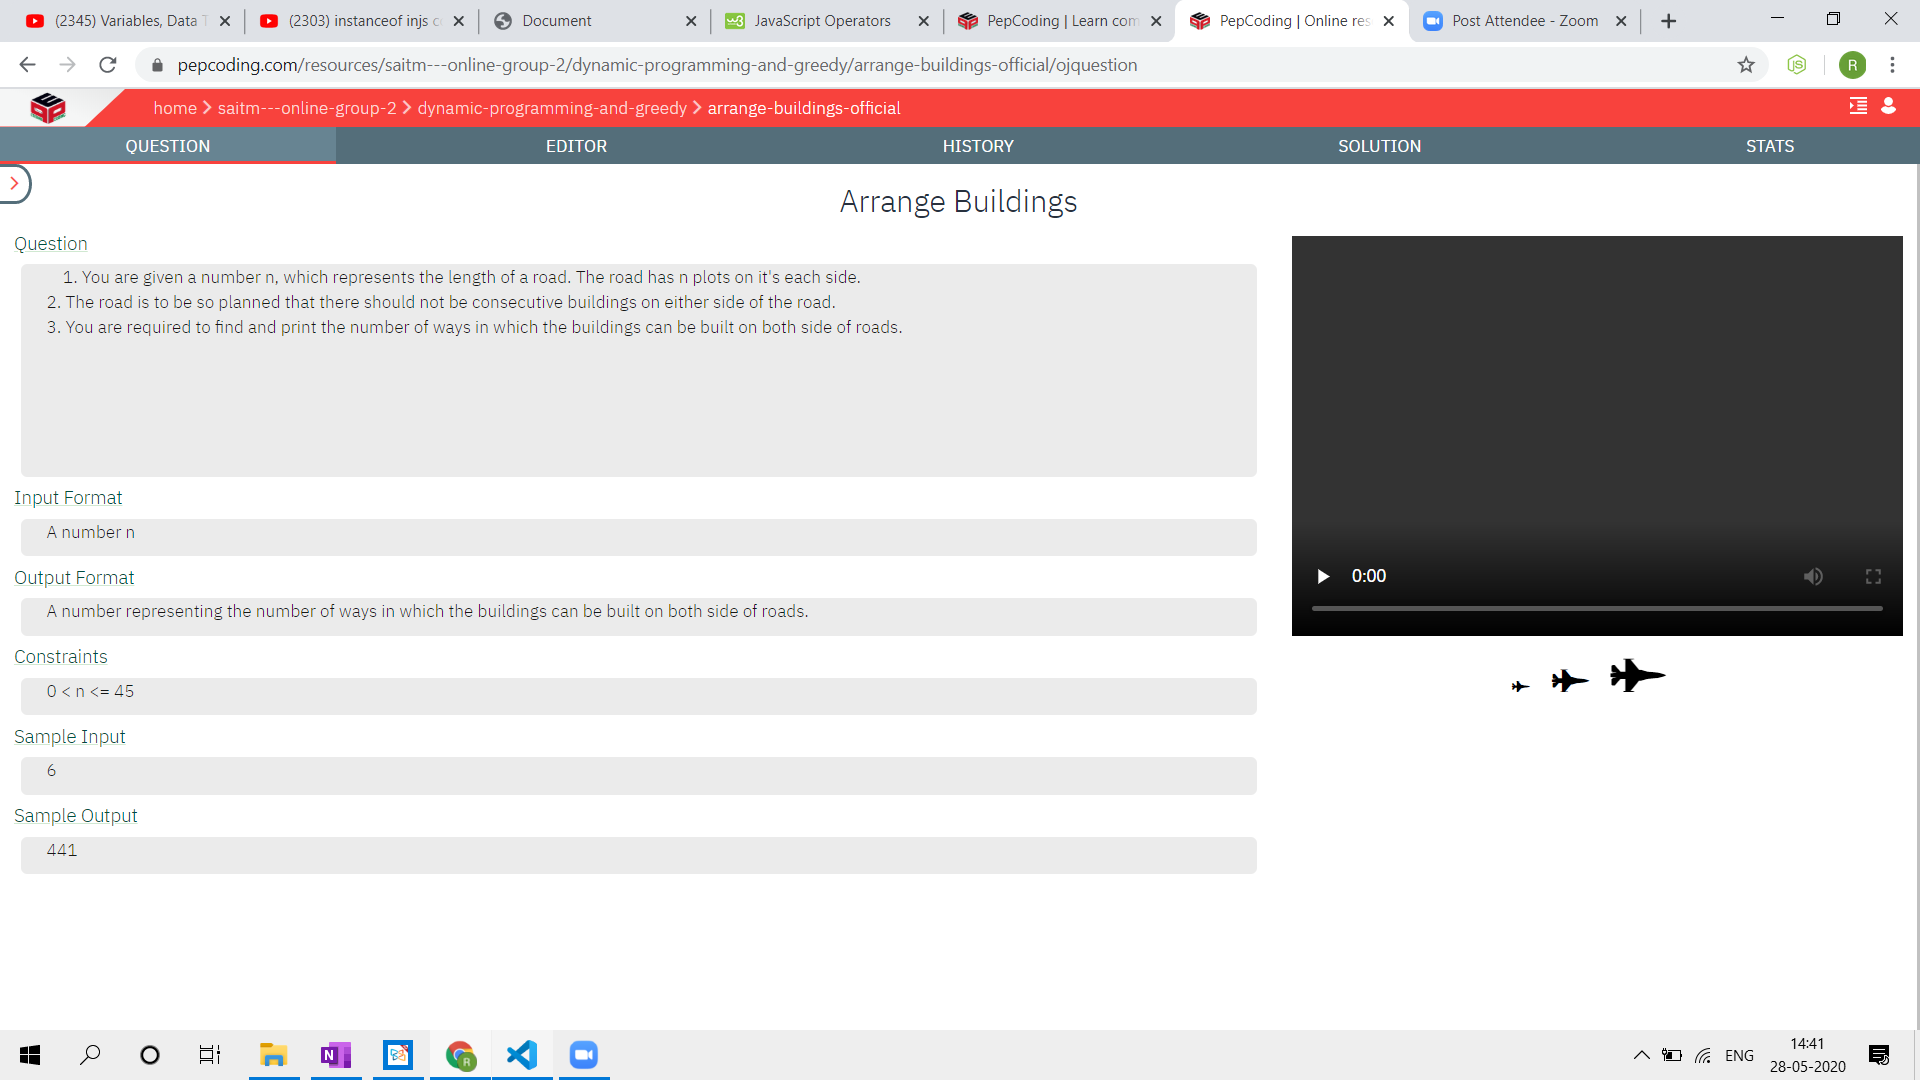 (2345) Variables, Data T
(2303) instanceof injs c
Document
JavaScript Operators
PepCoding | Learn com
PepCoding | Online res
Post Attendee - Zoom
pepcoding.com/resources/saitm---online-group-2/dynamic-programming-and-greedy/arrange-buildings-official/ojquestion
R
home > saitm---online-group-2 > dynamic-programming-and-greedy > arrange-buildings-official
QUESTION EDITOR HISTORY SOLUTION STATS
Arrange Buildings
Question
1. You are given a number n, which represents the length of a road. The road has n plots on it's each side.
2. The road is to be so planned that there should not be consecutive buildings on either side of the road.
3. You are required to find and print the number of ways in which the buildings can be built on both side of roads.
Input Format
A number n
Output Format
A number representing the number of ways in which the buildings can be built on both side of roads.
Constraints
0 < n <= 45
Sample Input
6
Sample Output
441
0:00
ENG
14:41
28-05-2020